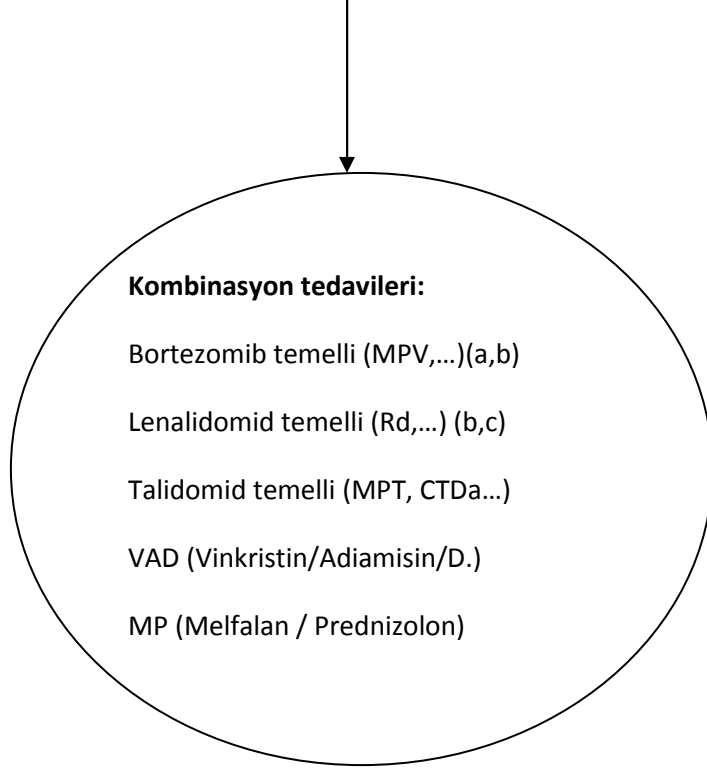 Kombinasyon tedavileri:
Bortezomib temelli (MPV,...)(a,b)
Lenalidomid temelli (Rd,...) (b,c)
Talidomid temelli (MPT, CTDa...)
VAD (Vinkristin/Adiamisin/D.)
MP (Melfalan / Prednizolon)